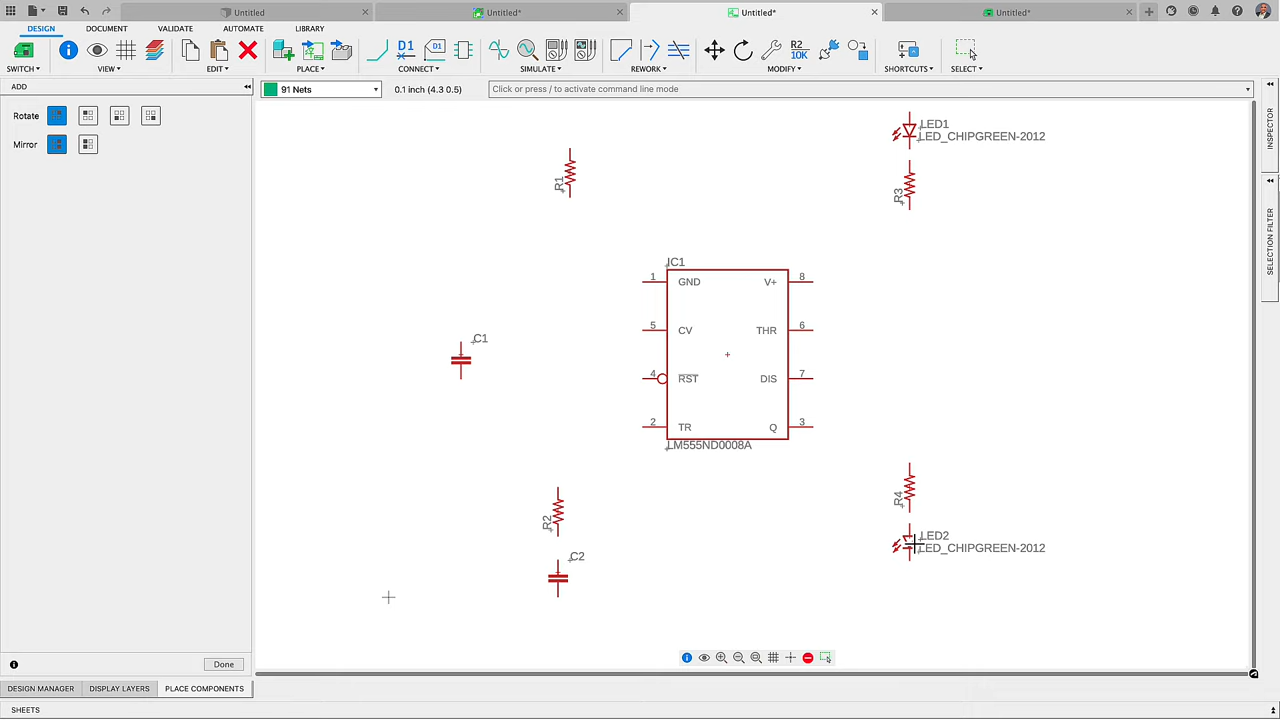 Untitled
Untitled*
Untitled*
Untitled*
DESIGN
DOCUMENT
VALIDATE
AUTOMATE
LIBRARY
D1
D1
R2
10K
SWITCH
VIEW
EDIT
PLACE
CONNECT
SIMULATE
REWORK
MODIFY
SHORTCUTS
SELECT
ADD
91 Nets
0.1 inch (4.3 0.5)
Click or press / to activate command line mode
Rotate
Mirror
INSPECTOR
SELECTION FILTER
LED1
LED_CHIPGREEN-2012
R1
R3
IC1
1
GND
V+
8
5
CV
THR
6
4
RST
DIS
7
2
TR
Q
3
LM555ND0008A
C1
R4
R2
LED2
LED_CHIPGREEN-2012
C2
Done
DESIGN MANAGER
DISPLAY LAYERS
PLACE COMPONENTS
SHEETS